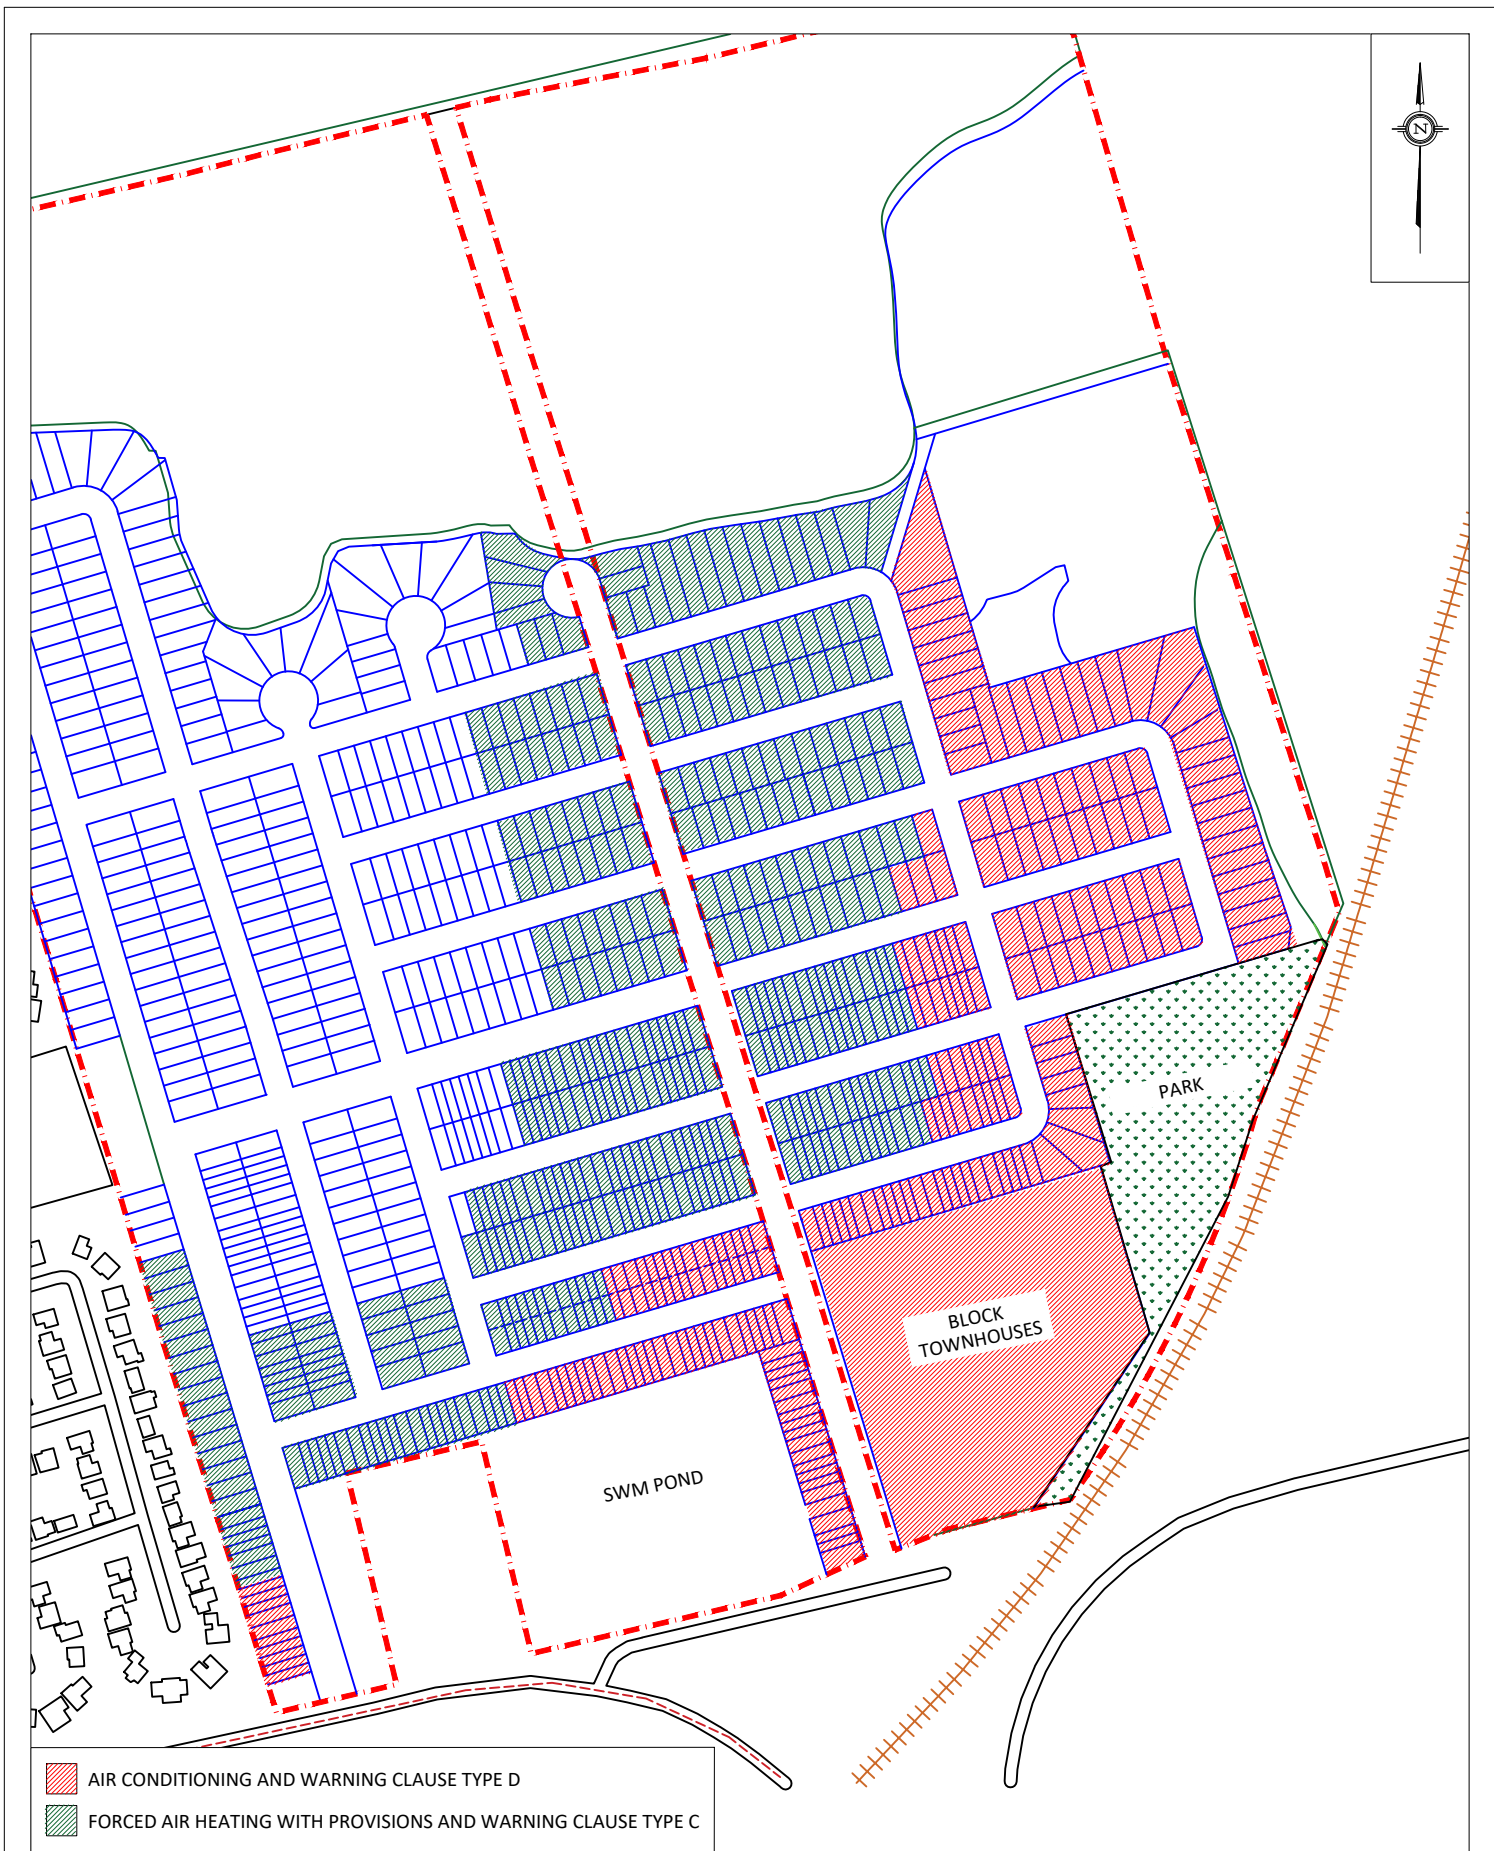 N
PARK
BLOCK
TOWNHOUSES
SWM POND
AIR CONDITIONING AND WARNING CLAUSE TYPE D
FORCED AIR HEATING WITH PROVISIONS AND WARNING CLAUSE TYPE C